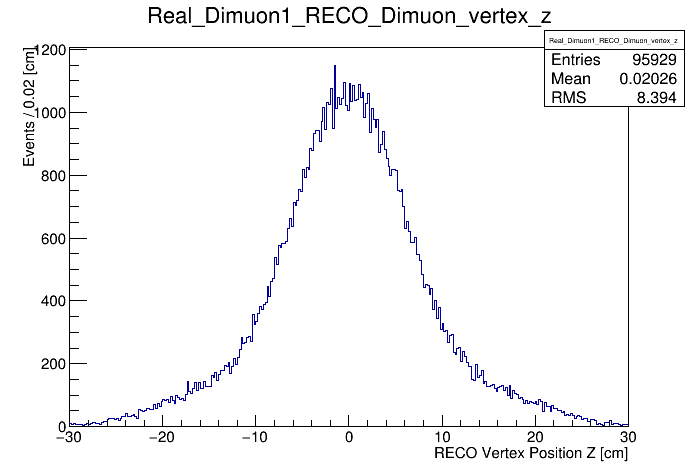 Real_Dimuon1_RECO_Dimuon_vertex_z
Real_Dimuon1_RECO_Dimuon_vertex_z
Entries 95929
Mean 0.02026
RMS 8.394
Events / 0.02 [cm]
1200
1000
800
600
400
200
0
−30 −20 −10 0 10 20 30
RECO Vertex Position Z [cm]